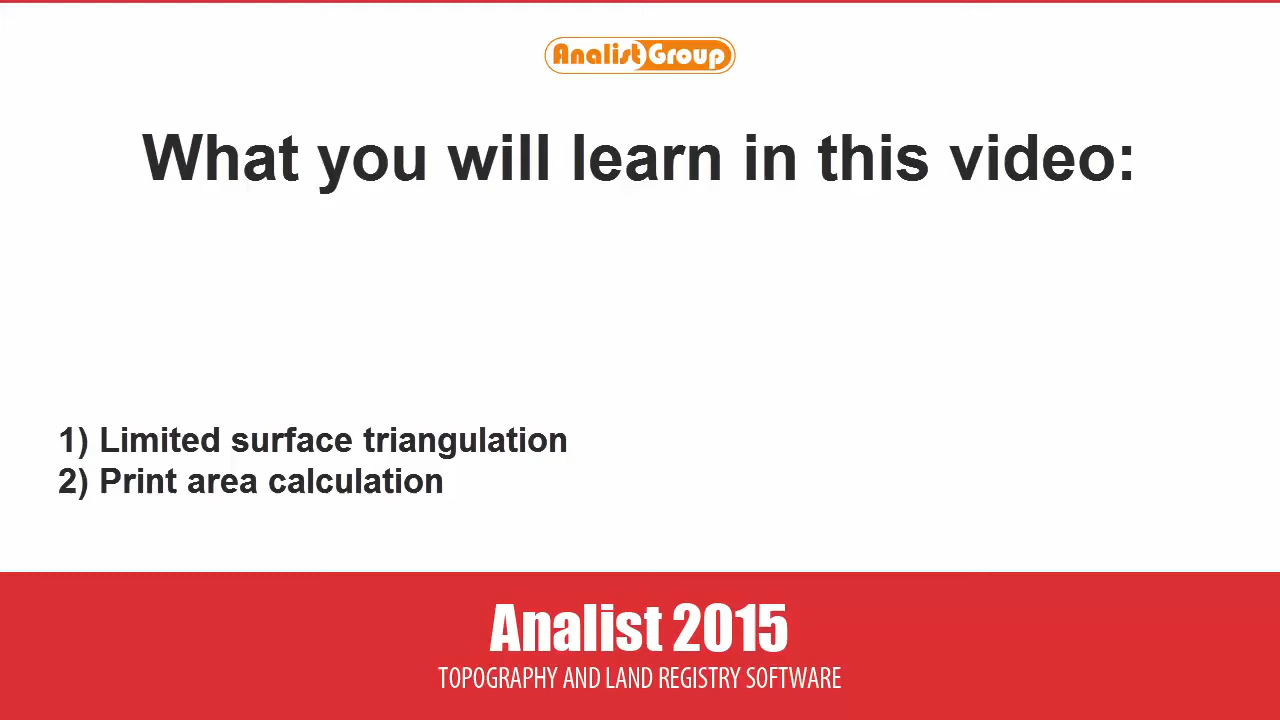 AnalistGroup
What you will learn in this video:
1) Limited surface triangulation
2) Print area calculation
Analist 2015
TOPOGRAPHY AND LAND REGISTRY SOFTWARE